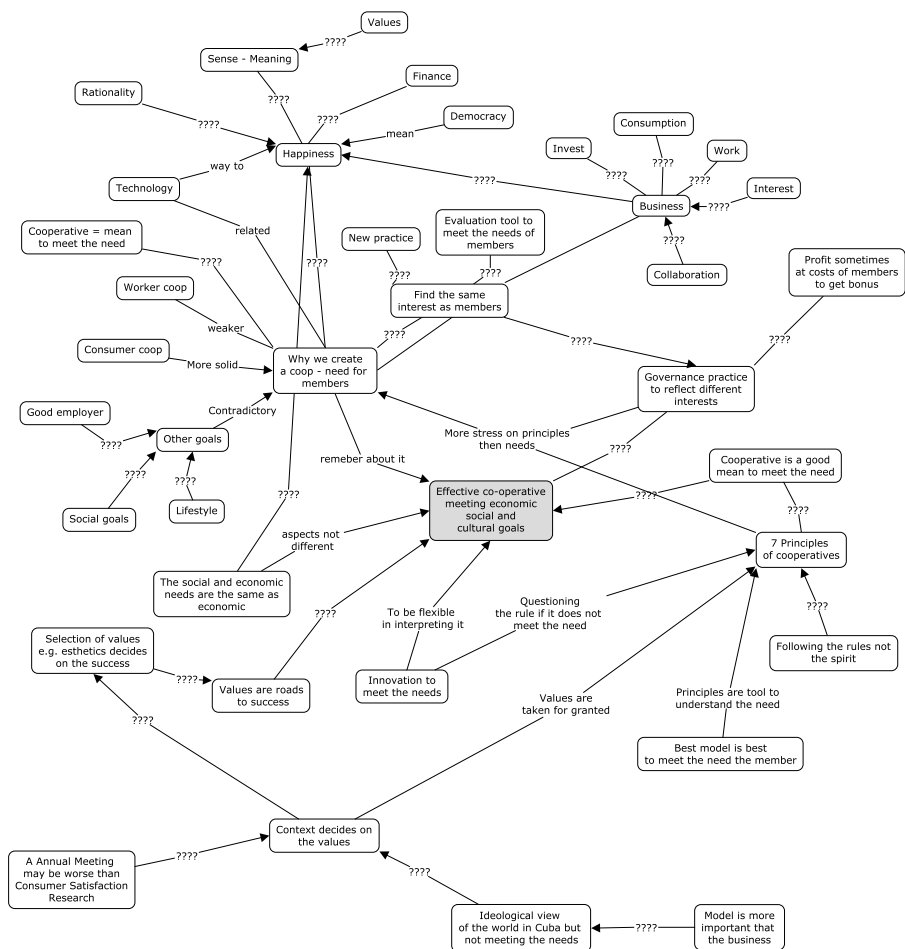 Values
????
Sense - Meaning
Finance
Rationality
????
????
????
Democracy
mean
Happiness
way to
Technology
Consumption
Invest
????
Work
????
????
Interest
????
????
Business
????
Collaboration
related
Cooperative = mean
to meet the need
????
????
New practice
????
Evaluation tool to
meet the needs of
members
????
Find the same
interest as members
????
Profit sometimes
at costs of members
to get bonus
????
????
Worker coop
weaker
Consumer coop
More solid
Why we create
a coop - need for
members
Governance practice
to reflect different
interests
Good employer
????
Contradictory
Other goals
????
????
Social goals
Lifestyle
More stress on principles
then needs
????
remeber about it
Cooperative is a good
mean to meet the need
????
????
Effective co-operative
meeting economic
social and
cultural goals
????
aspects not
different
7 Principles
of cooperatives
The social and economic
needs are the same as
economic
????
To be flexible
in interpreting it
Questioning
the rule if it does not
meet the need
????
Following the rules not
the spirit
Selection of values
e.g. esthetics decides
on the success
????
Values are roads
to success
Innovation to
meet the needs
Values are
taken for granted
Principles are tool to
understand the need
????
Best model is best
to meet the need the member
Context decides on
the values
A Annual Meeting
may be worse than
Consumer Satisfaction
Research
????
????
Ideological view
of the world in Cuba but
not meeting the needs
????
Model is more
important that
the business